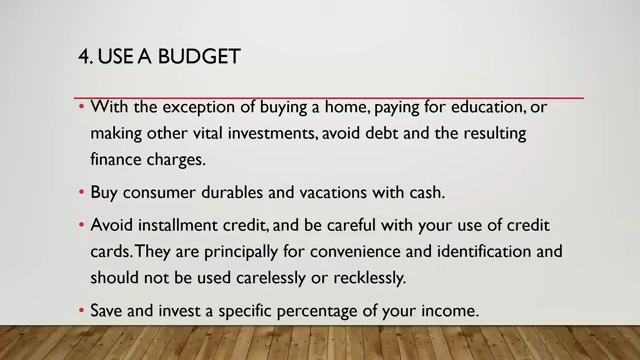 4. USE A BUDGET
• With the exception of buying a home, paying for education, or
making other vital investments, avoid debt and the resulting
finance charges.
• Buy consumer durables and vacations with cash.
• Avoid installment credit, and be careful with your use of credit
cards. They are principally for convenience and identification and
should not be used carelessly or recklessly.
• Save and invest a specific percentage of your income.